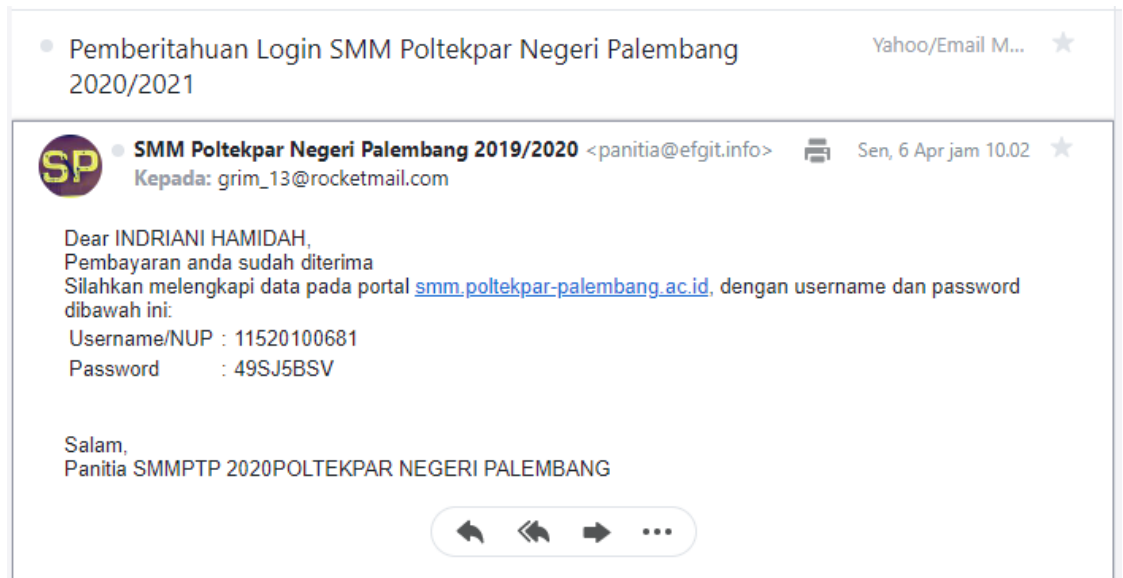 Pemberitahuan Login SMM Poltekpar Negeri Palembang
2020/2021
Yahoo/Email M...
SP
SMM Poltekpar Negeri Palembang 2019/2020 <panitia@efgit.info>
Sen, 6 Apr jam 10.02
Kepada: grim_13@rocketmail.com
Dear INDRIANI HAMIDAH,
Pembayaran anda sudah diterima
Silahkan melengkapi data pada portal smm.poltekpar-palembang.ac.id, dengan username dan password
dibawah ini:
Username/NUP : 11520100681
Password : 49SJ5BSV
Salam,
Panitia SMMPTP 2020POLTEKPAR NEGERI PALEMBANG